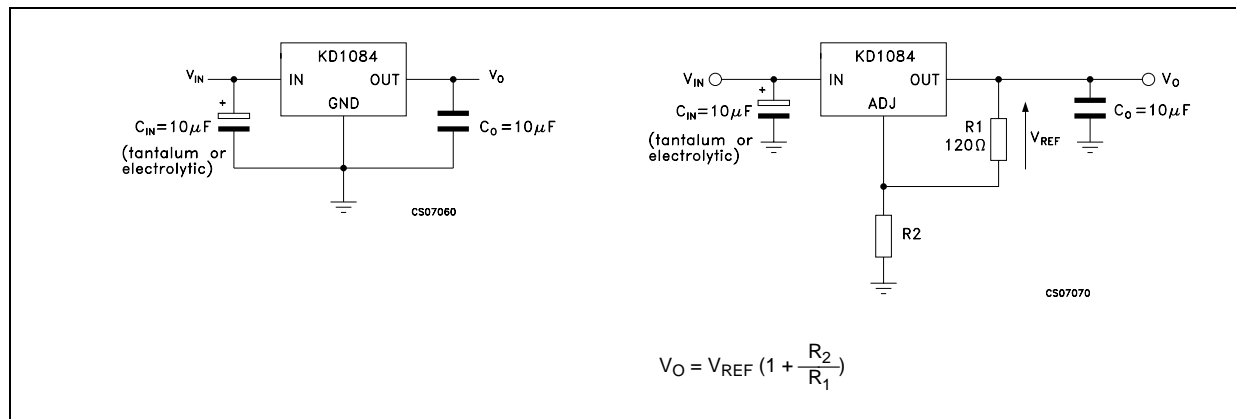 KD1084
V_IN
IN
OUT
V_O
GND
+
C_IN=10μF
(tantalum or
electrolytic)
C_O=10μF
CS07060
KD1084
V_IN
IN
OUT
V_O
ADJ
+
C_IN=10μF
(tantalum or
electrolytic)
R1
120Ω
V_REF
C_O=10μF
R2
CS07070
V_O = V_REF (1 + R_2/R_1)